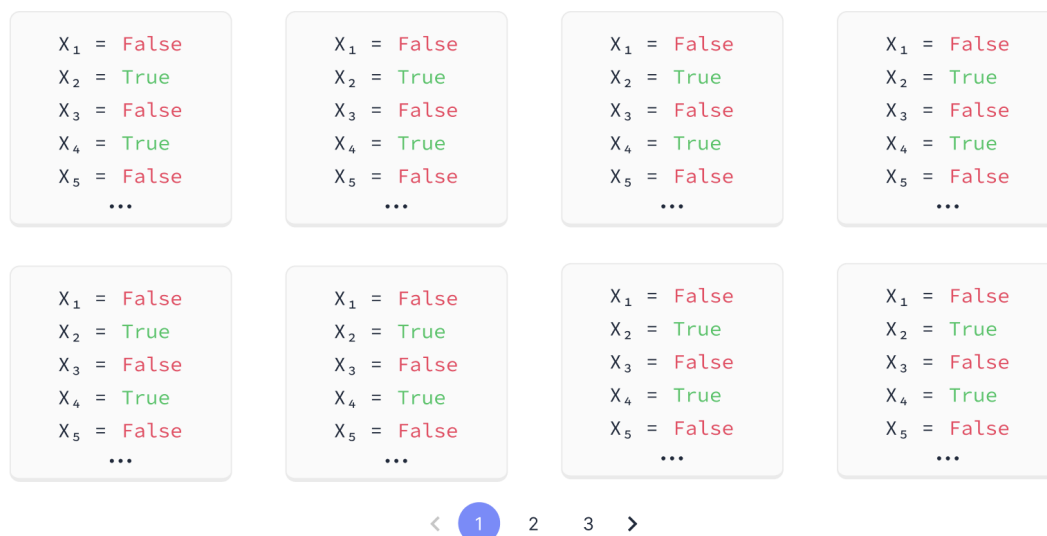 X₁ = False
X₂ = True
X₃ = False
X₄ = True
X₅ = False
...
X₁ = False
X₂ = True
X₃ = False
X₄ = True
X₅ = False
...
X₁ = False
X₂ = True
X₃ = False
X₄ = True
X₅ = False
...
X₁ = False
X₂ = True
X₃ = False
X₄ = True
X₅ = False
...
X₁ = False
X₂ = True
X₃ = False
X₄ = True
X₅ = False
...
X₁ = False
X₂ = True
X₃ = False
X₄ = True
X₅ = False
...
X₁ = False
X₂ = True
X₃ = False
X₄ = True
X₅ = False
...
X₁ = False
X₂ = True
X₃ = False
X₄ = True
X₅ = False
...
1 2 3